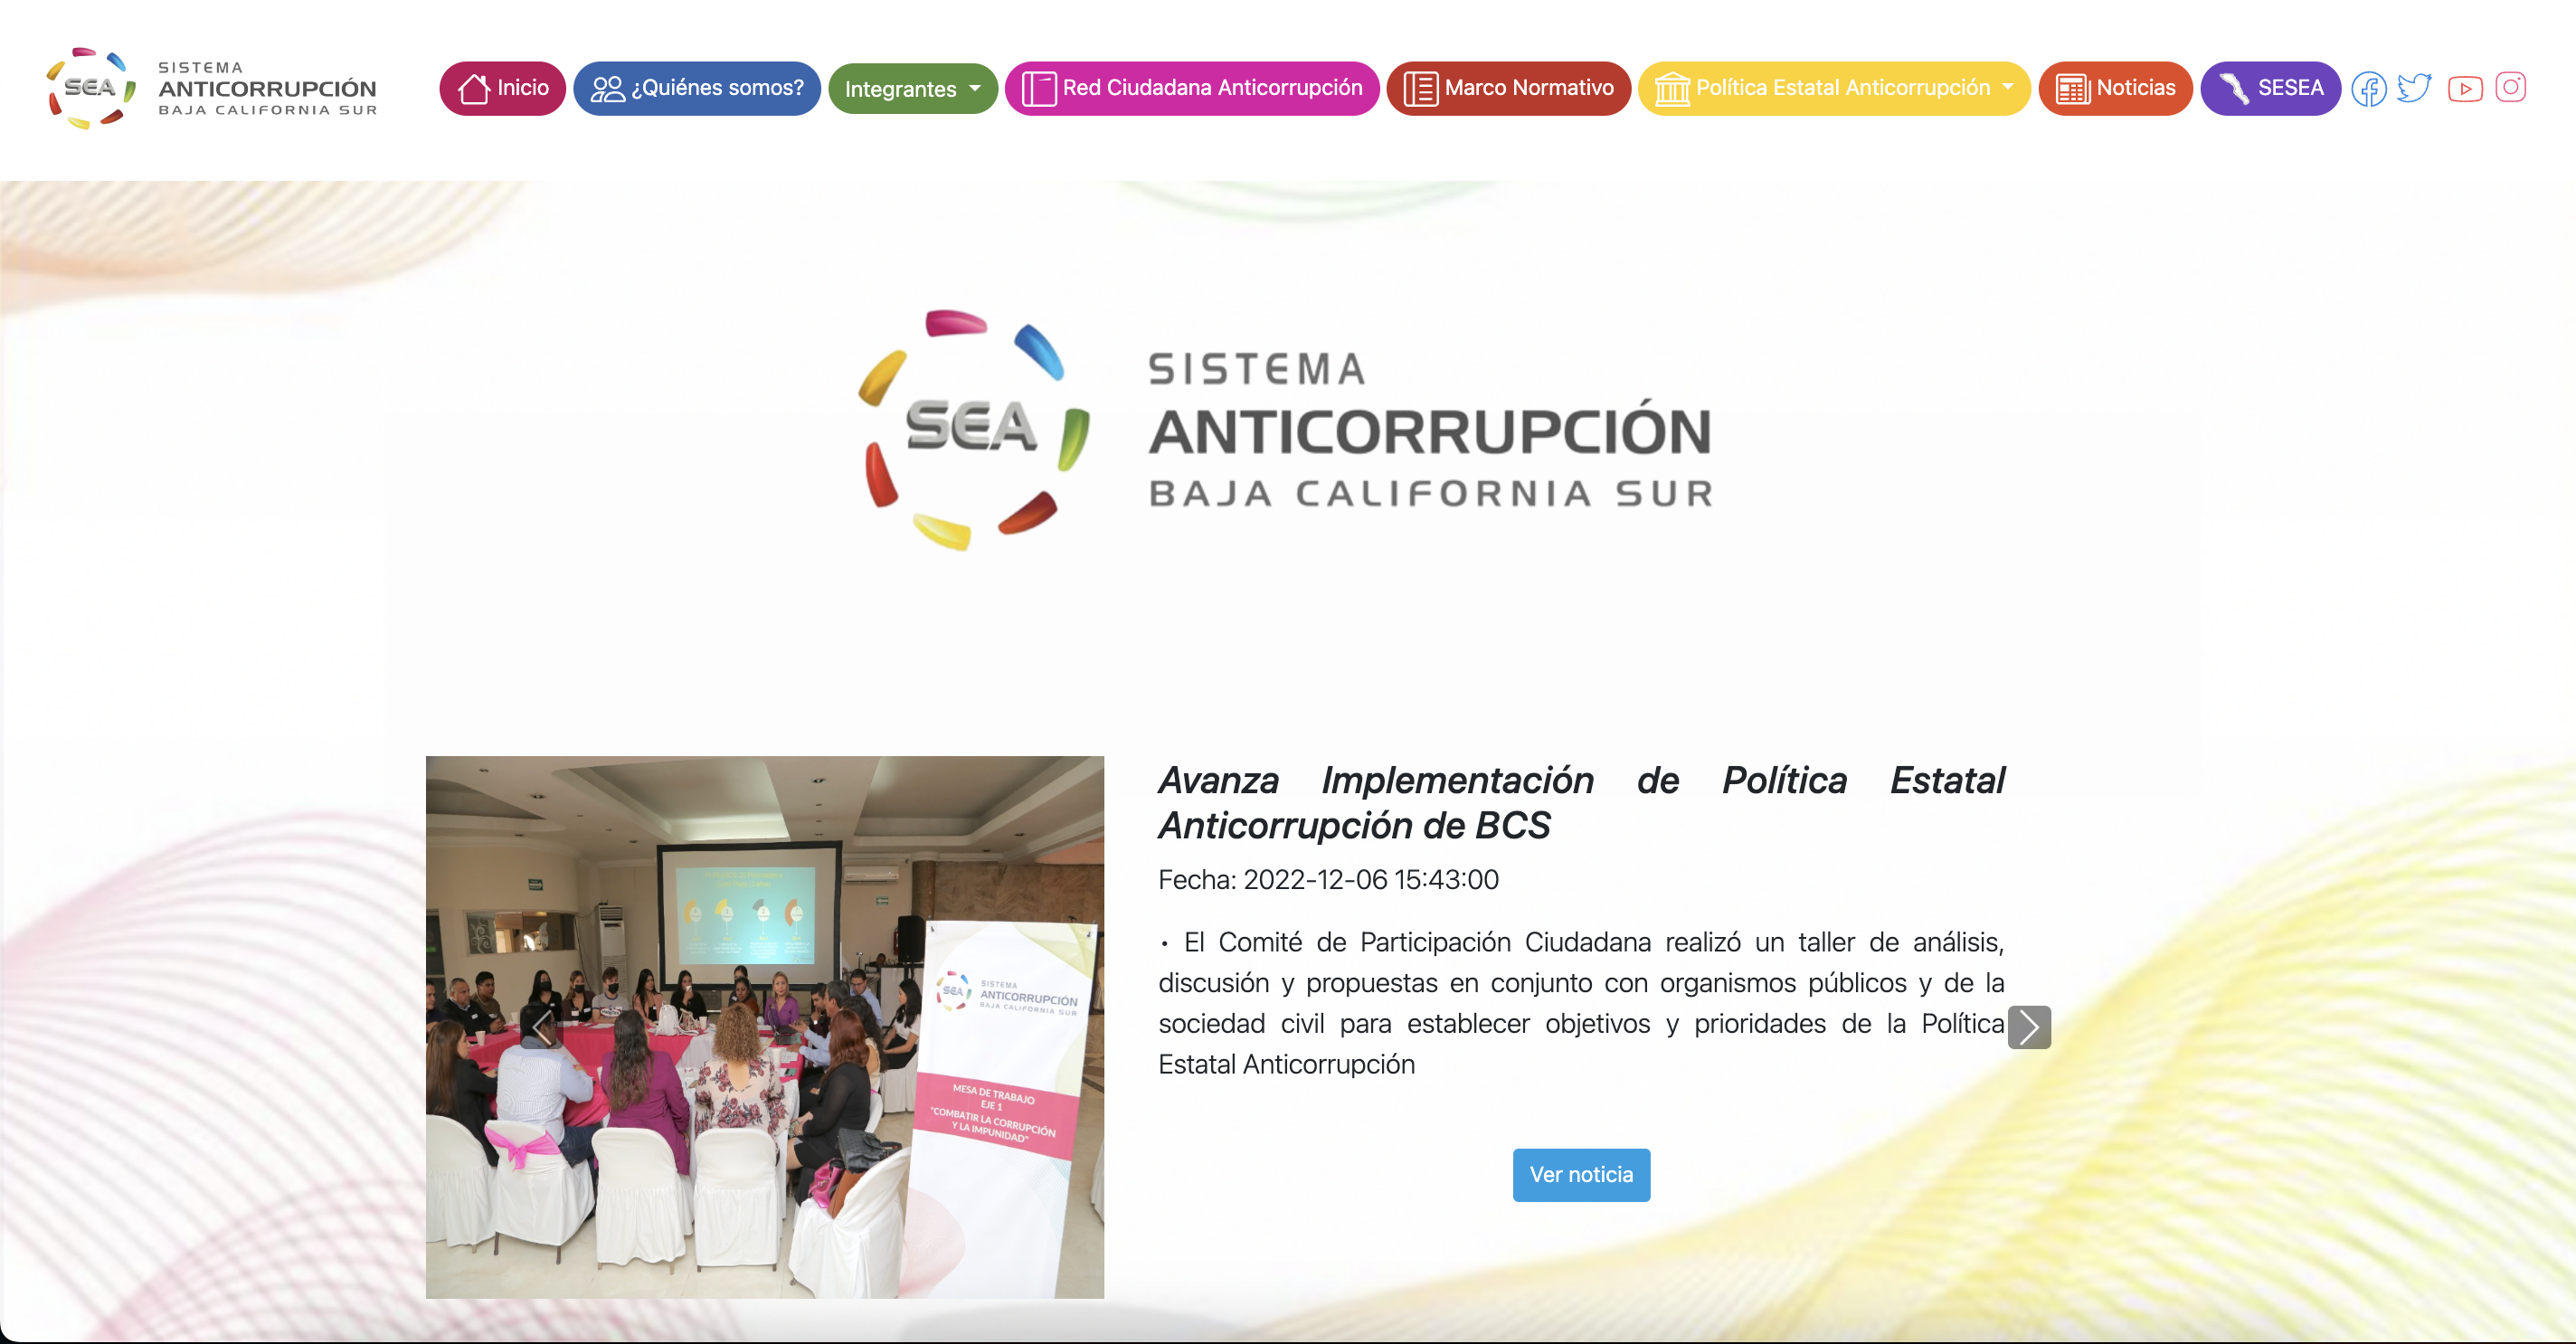 SEA
SISTEMA
ANTICORRUPCIÓN
BAJA CALIFORNIA SUR
Inicio
¿Quiénes somos?
Integrantes
Red Ciudadana Anticorrupción
Marco Normativo
Política Estatal Anticorrupción
Noticias
SESEA
SEA
SISTEMA
ANTICORRUPCIÓN
BAJA CALIFORNIA SUR
SEA
SISTEMA
ANTICORRUPCIÓN
BAJA CALIFORNIA SUR
MESA DE TRABAJO
EJE 1
"COMBATIR LA CORRUPCIÓN
Y LA IMPUNIDAD"
Avanza Implementación de Política Estatal
Anticorrupción de BCS
Fecha: 2022-12-06 15:43:00
• El Comité de Participación Ciudadana realizó un taller de análisis,
discusión y propuestas en conjunto con organismos públicos y de la
sociedad civil para establecer objetivos y prioridades de la Política
Estatal Anticorrupción
Ver noticia